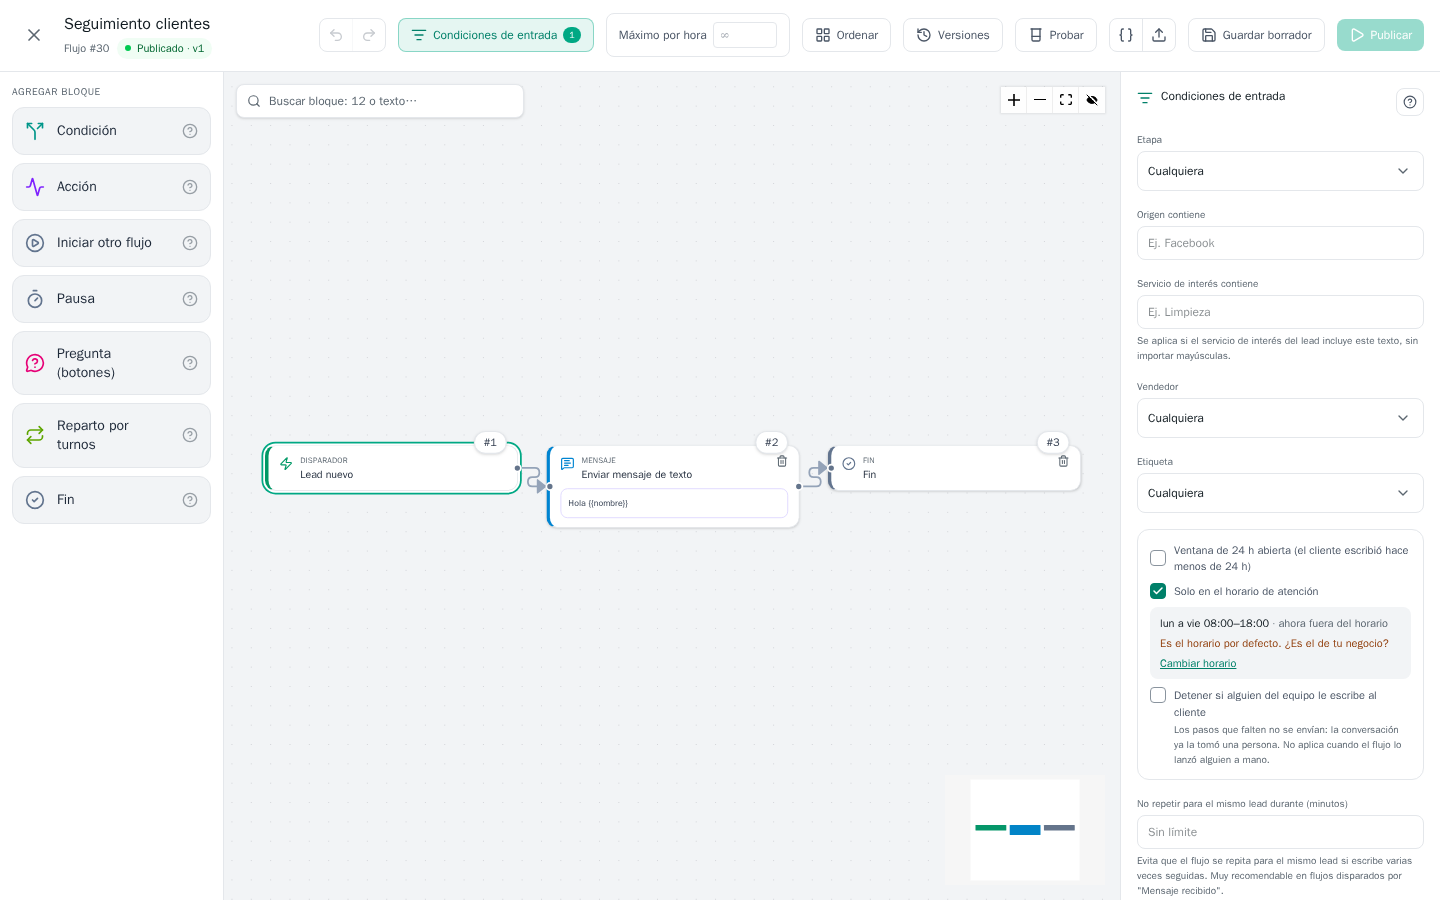 Seguimiento clientes
Flujo #30
Publicado · v1
Condiciones de entrada 1
Máximo por hora ∞
Ordenar
Versiones
Probar
Guardar borrador
Publicar
AGREGAR BLOQUE
Condición
Acción
Iniciar otro flujo
Pausa
Pregunta
(botones)
Reparto por
turnos
Fin
Buscar bloque: 12 o texto···
#1
DISPARADOR
Lead nuevo
#2
MENSAJE
Enviar mensaje de texto
Hola {{nombre}}
#3
FIN
Fin
Condiciones de entrada
Etapa
Cualquiera
Origen contiene
Ej. Facebook
Servicio de interés contiene
Ej. Limpieza
Se aplica si el servicio de interés del lead incluye este texto, sin
importar mayúsculas.
Vendedor
Cualquiera
Etiqueta
Cualquiera
Ventana de 24 h abierta (el cliente escribió hace
menos de 24 h)
Solo en el horario de atención
lun a vie 08:00–18:00 · ahora fuera del horario
Es el horario por defecto. ¿Es el de tu negocio?
Cambiar horario
Detener si alguien del equipo le escribe al
cliente
Los pasos que falten no se envían: la conversación
ya la tomó una persona. No aplica cuando el flujo lo
lanzó alguien a mano.
No repetir para el mismo lead durante (minutos)
Sin límite
Evita que el flujo se repita para el mismo lead si escribe varias
veces seguidas. Muy recomendable en flujos disparados por
"Mensaje recibido".